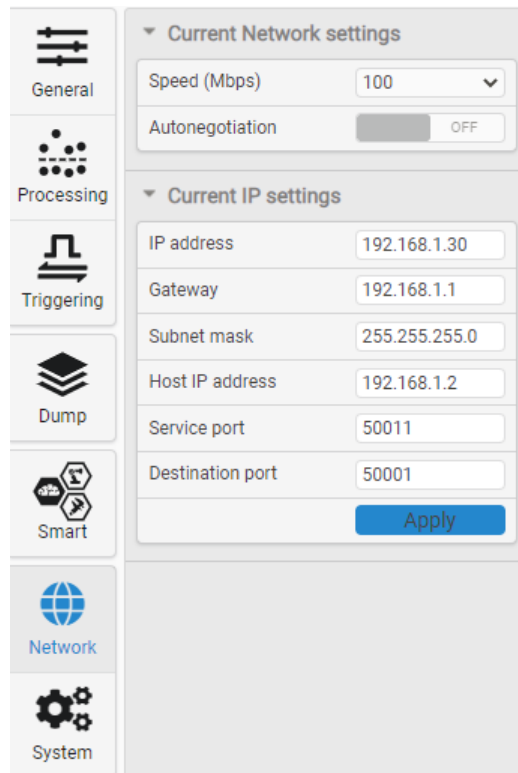 General
Processing
Triggering
Dump
Smart
Network
System
Current Network settings
Speed (Mbps) 100
Autonegotiation OFF
Current IP settings
IP address 192.168.1.30
Gateway 192.168.1.1
Subnet mask 255.255.255.0
Host IP address 192.168.1.2
Service port 50011
Destination port 50001
Apply